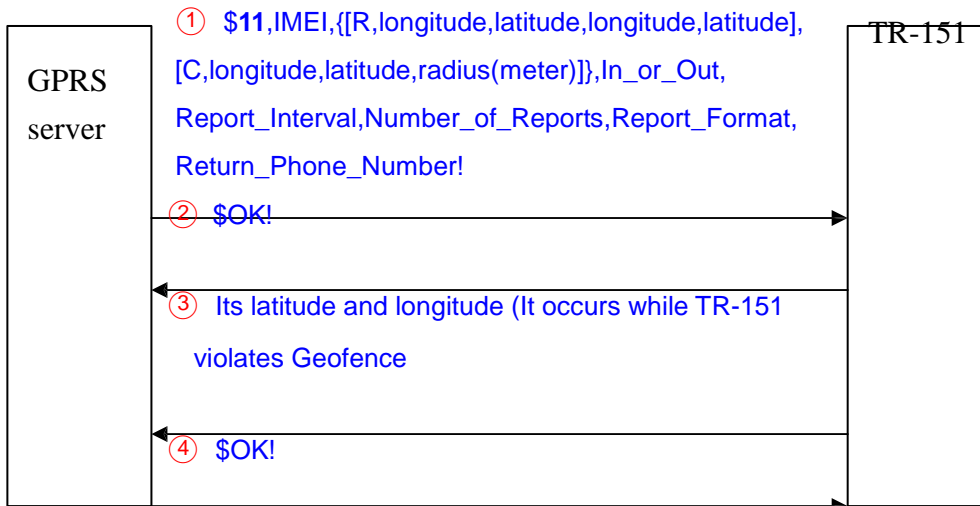 ① $11,IMEI,{[R,longitude,latitude,longitude,latitude],
[C,longitude,latitude,radius(meter)]},In_or_Out,
Report_Interval,Number_of_Reports,Report_Format,
Return_Phone_Number!
GPRS
server
TR-151
② $OK!
③ Its latitude and longitude (It occurs while TR-151
violates Geofence
④ $OK!